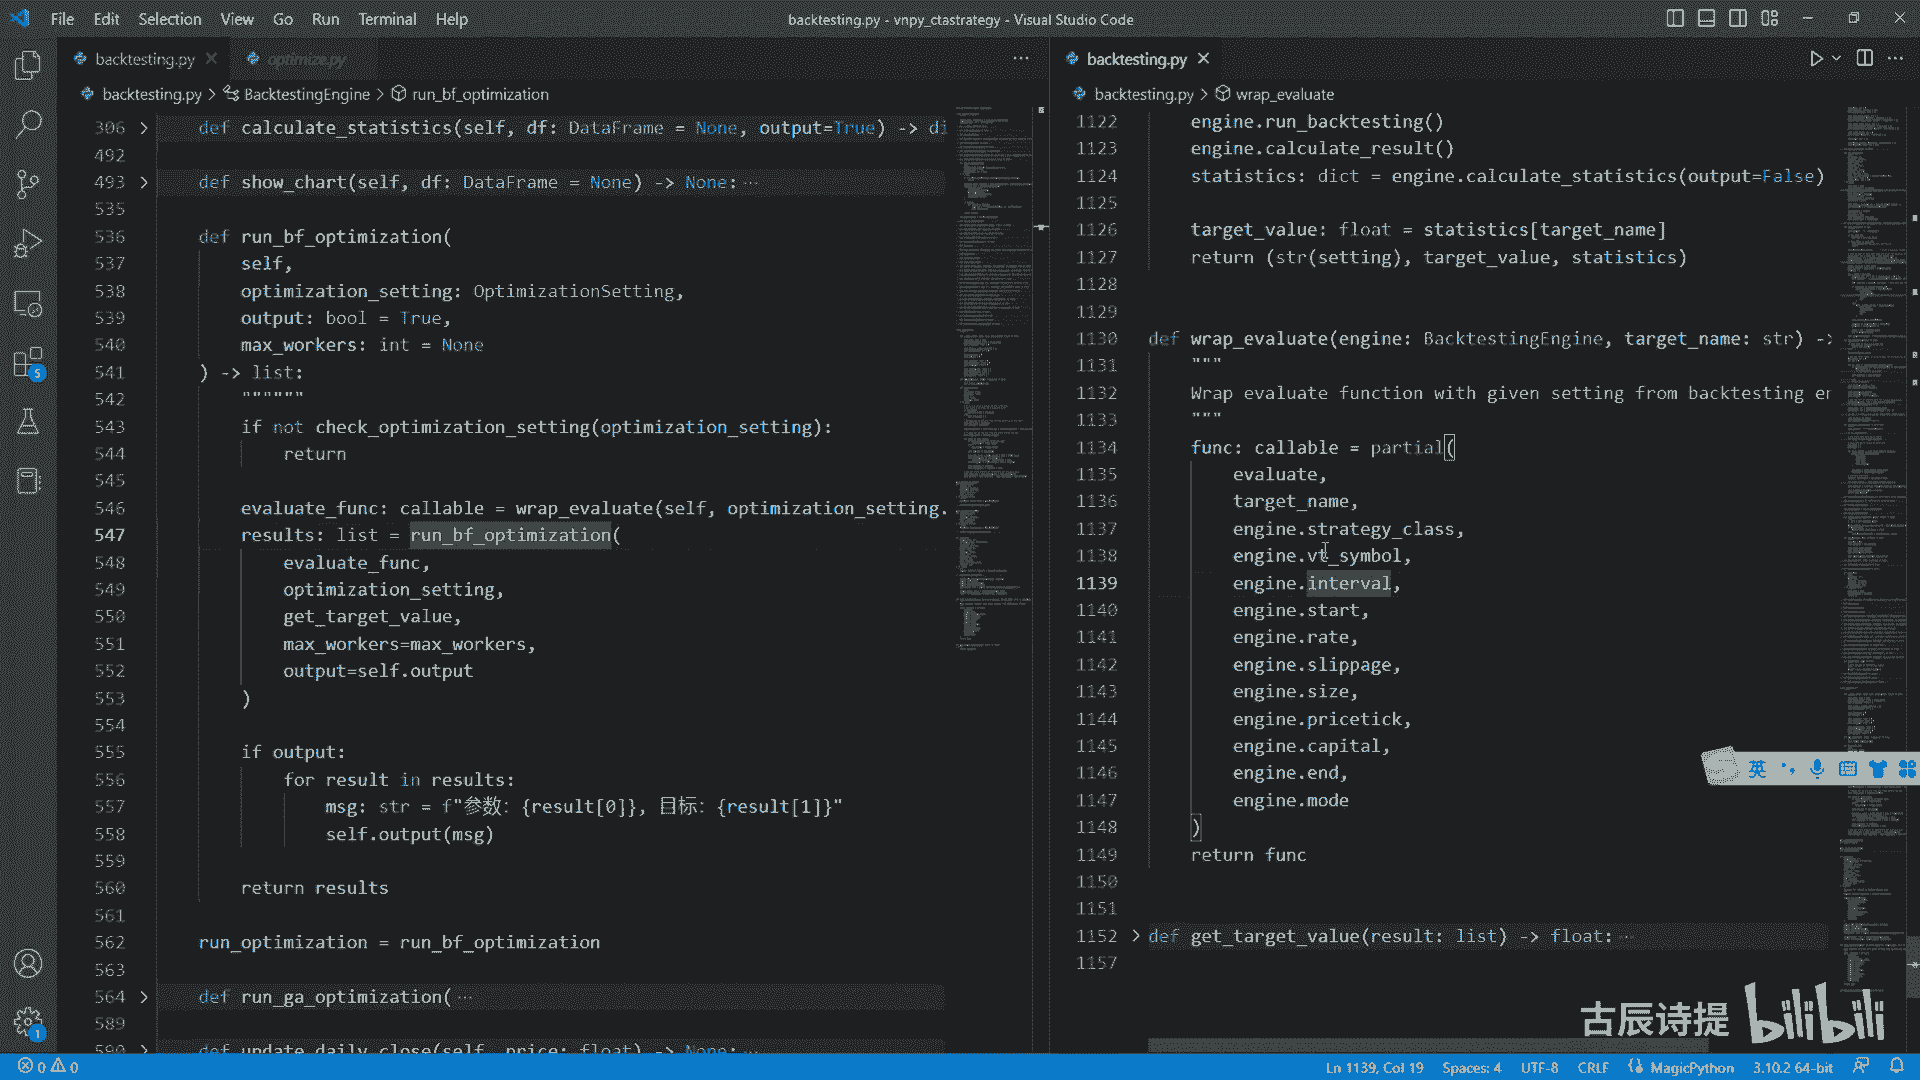 File Edit Selection View Go Run Terminal Help
backtesting.py - vnpy_ctastrategy - Visual Studio Code
backtesting.py
optimize.py
backtesting.py > BacktestingEngine > run_bf_optimization
306 def calculate_statistics(self, df: DataFrame = None, output=True) -> di
492
493 def show_chart(self, df: DataFrame = None) -> None: ...
535
536 def run_bf_optimization(
537 self,
538 optimization_setting: OptimizationSetting,
539 output: bool = True,
540 max_workers: int = None
541 ) -> list:
542 """"""
543 if not check_optimization_setting(optimization_setting):
544 return
545
546 evaluate_func: callable = wrap_evaluate(self, optimization_setting.
547 results: list = run_bf_optimization(
548 evaluate_func,
549 optimization_setting,
550 get_target_value,
551 max_workers=max_workers,
552 output=self.output
553 )
554
555 if output:
556 for result in results:
557 msg: str = f"参数：{result[0]}, 目标：{result[1]}"
558 self.output(msg)
559
560 return results
561
562 run_optimization = run_bf_optimization
563
564 def run_ga_optimization( ...
589
590 def update_daily_close(self, price: float) -> None: ...
backtesting.py
backtesting.py > wrap_evaluate
1122 engine.run_backtesting()
1123 engine.calculate_result()
1124 statistics: dict = engine.calculate_statistics(output=False)
1125
1126 target_value: float = statistics[target_name]
1127 return (str(setting), target_value, statistics)
1128
1129
1130 def wrap_evaluate(engine: BacktestingEngine, target_name: str) ->
1131 """
1132 Wrap evaluate function with given setting from backtesting en
1133 """
1134 func: callable = partial(
1135 evaluate,
1136 target_name,
1137 engine.strategy_class,
1138 engine.vt_symbol,
1139 engine.interval,
1140 engine.start,
1141 engine.rate,
1142 engine.slippage,
1143 engine.size,
1144 engine.pricetick,
1145 engine.capital,
1146 engine.end,
1147 engine.mode
1148 )
1149 return func
1150
1151
1152 def get_target_value(result: list) -> float: ...
1157
英
古辰诗提 bilibili
5
1
0 0
Ln 1139, Col 19 Spaces: 4 UTF-8 CRLF MagicPython 3.10.2 64-bit